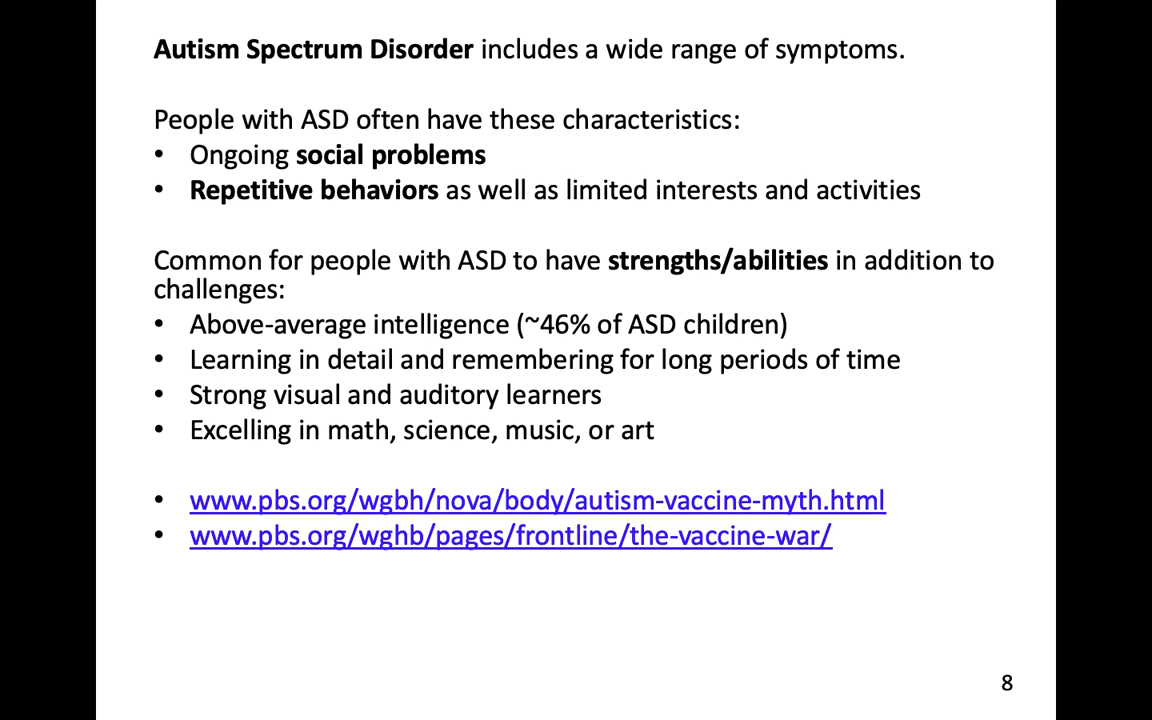 Autism Spectrum Disorder includes a wide range of symptoms.
People with ASD often have these characteristics:
• Ongoing social problems
• Repetitive behaviors as well as limited interests and activities
Common for people with ASD to have strengths/abilities in addition to
challenges:
• Above-average intelligence (~46% of ASD children)
• Learning in detail and remembering for long periods of time
• Strong visual and auditory learners
• Excelling in math, science, music, or art
• www.pbs.org/wgbh/nova/body/autism-vaccine-myth.html
• www.pbs.org/wghb/pages/frontline/the-vaccine-war/
8